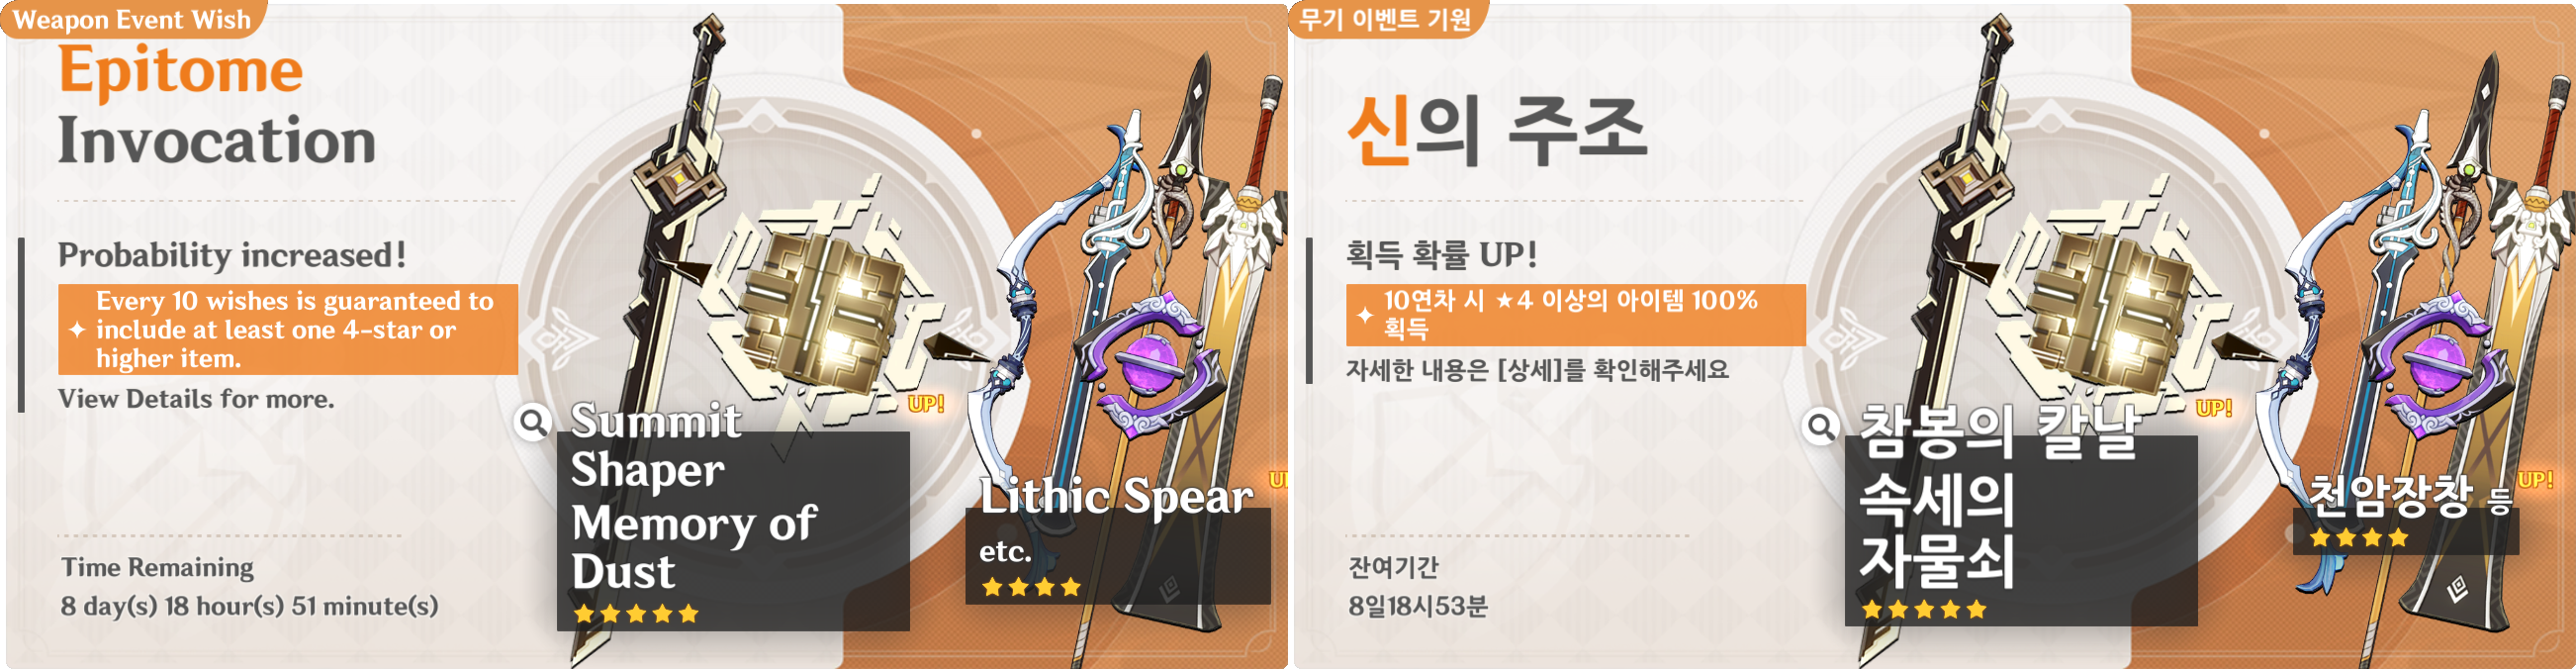 Weapon Event Wish
Epitome
Invocation
Probability increased!
Every 10 wishes is guaranteed to
include at least one 4-star or
higher item.
View Details for more.
Time Remaining
8 day(s) 18 hour(s) 51 minute(s)
UP!
Summit
Shaper
Memory of
Dust
Lithic Spear
etc.
무기 이벤트 기원
신의 주조
획득 확률 UP!
10연차 시 ★4 이상의 아이템 100%
획득
자세한 내용은 [상세]를 확인해주세요
잔여기간
8일18시53분
UP!
참봉의 칼날
속세의
자물쇠
UP!
천암장창 등